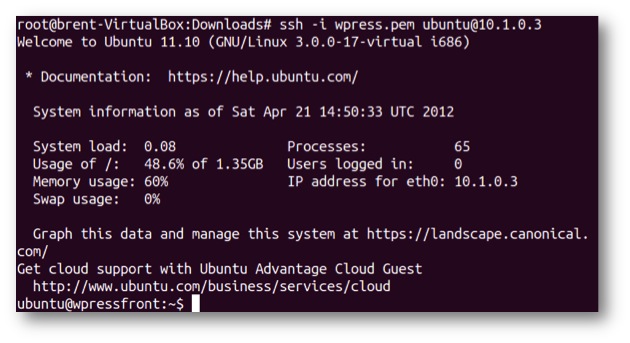 root@brent-VirtualBox:Downloads# ssh -i wpress.pem ubuntu@10.1.0.3
Welcome to Ubuntu 11.10 (GNU/Linux 3.0.0-17-virtual i686)
* Documentation:  https://help.ubuntu.com/
System information as of Sat Apr 21 14:50:33 UTC 2012
System load:  0.08              Processes:           65
Usage of /:   48.6% of 1.35GB   Users logged in:     0
Memory usage: 60%               IP address for eth0: 10.1.0.3
Swap usage:   0%
Graph this data and manage this system at https://landscape.canonical.
com/
Get cloud support with Ubuntu Advantage Cloud Guest
http://www.ubuntu.com/business/services/cloud
ubuntu@wpressfront:~$